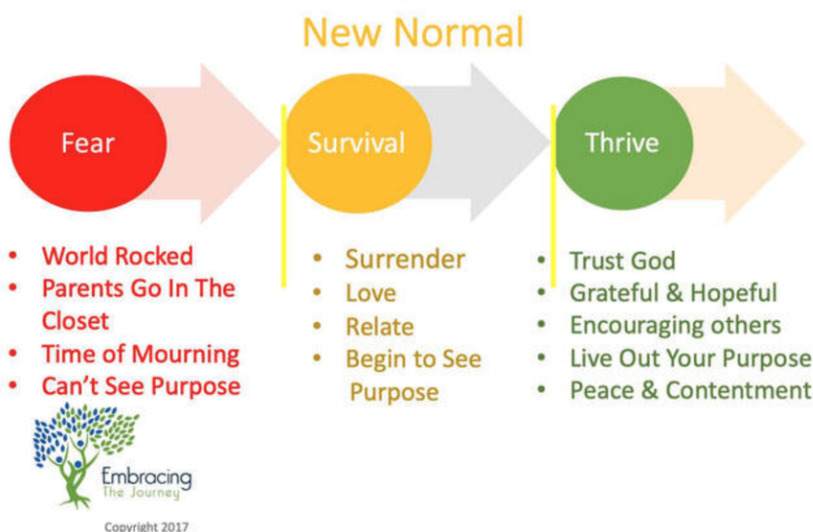 New Normal
Fear
Survival
Thrive
• World Rocked
• Parents Go In The
Closet
• Time of Mourning
• Can't See Purpose
• Surrender
• Love
• Relate
• Begin to See
Purpose
• Trust God
• Grateful & Hopeful
• Encouraging others
• Live Out Your Purpose
• Peace & Contentment
Embracing
The Journey
Copyright 2017